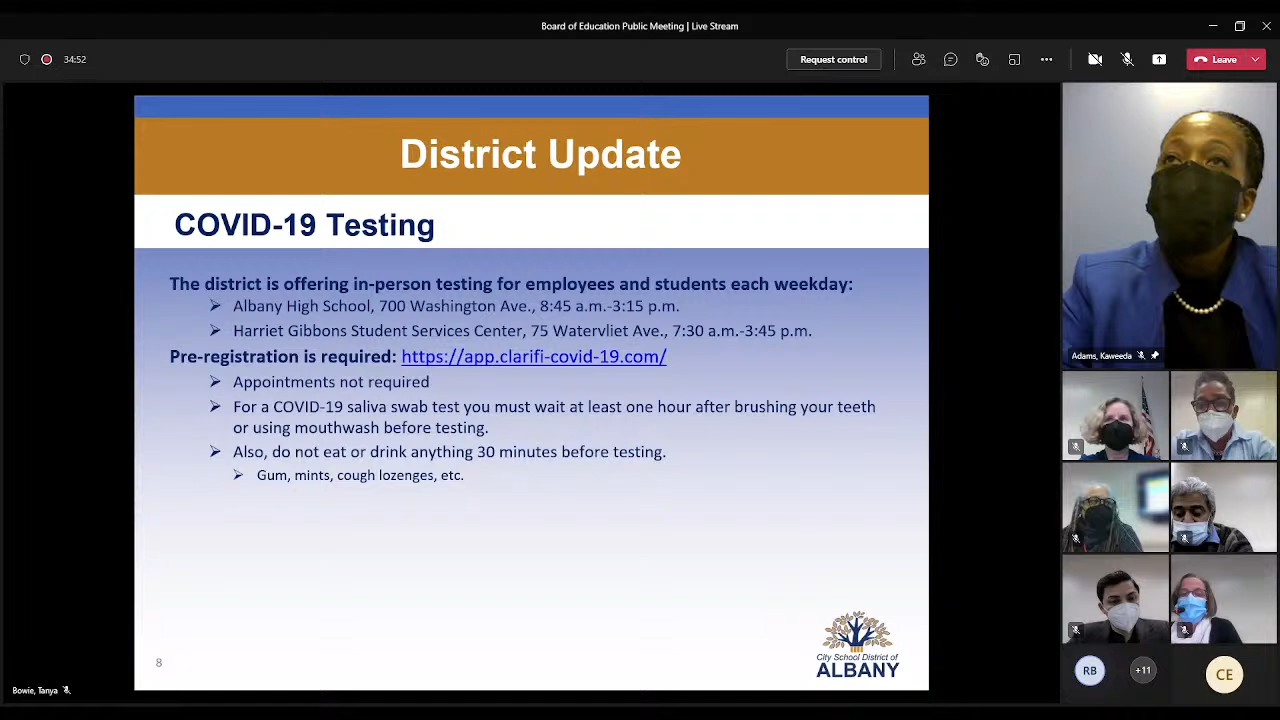 Board of Education Public Meeting | Live Stream
34:52
Request control
Leave
District Update
COVID-19 Testing
The district is offering in-person testing for employees and students each weekday:
Albany High School, 700 Washington Ave., 8:45 a.m.-3:15 p.m.
Harriet Gibbons Student Services Center, 75 Watervliet Ave., 7:30 a.m.-3:45 p.m.
Pre-registration is required: https://app.clarifi-covid-19.com/
Appointments not required
For a COVID-19 saliva swab test you must wait at least one hour after brushing your teeth
or using mouthwash before testing.
Also, do not eat or drink anything 30 minutes before testing.
Gum, mints, cough lozenges, etc.
8
City School District of
ALBANY
Adams, Kaweeda
RB
+11
CE
Bowie, Tanya